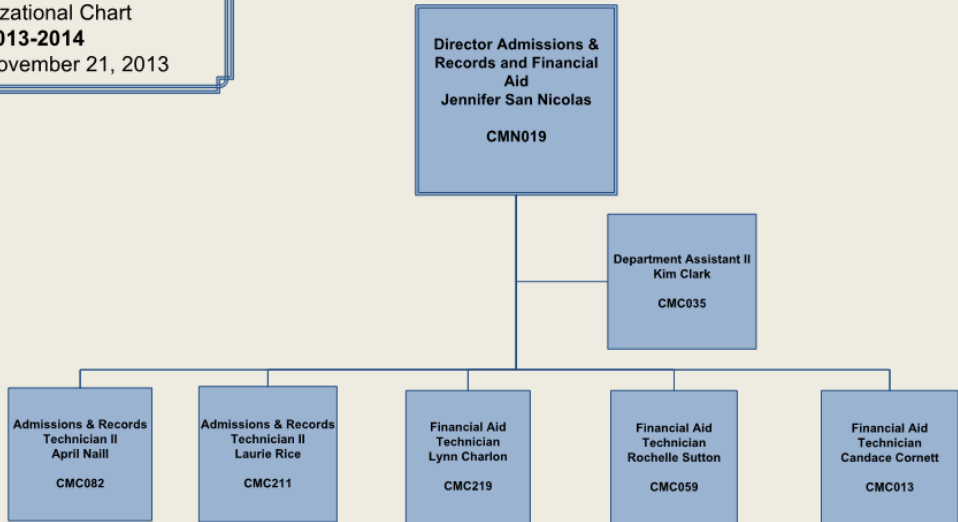 zational Chart
013-2014
ovember 21, 2013
Director Admissions &
Records and Financial
Aid
Jennifer San Nicolas
CMN019
Department Assistant II
Kim Clark
CMC035
Admissions & Records
Technician II
April Naill
CMC082
Admissions & Records
Technician II
Laurie Rice
CMC211
Financial Aid
Technician
Lynn Charlon
CMC219
Financial Aid
Technician
Rochelle Sutton
CMC059
Financial Aid
Technician
Candace Cornett
CMC013